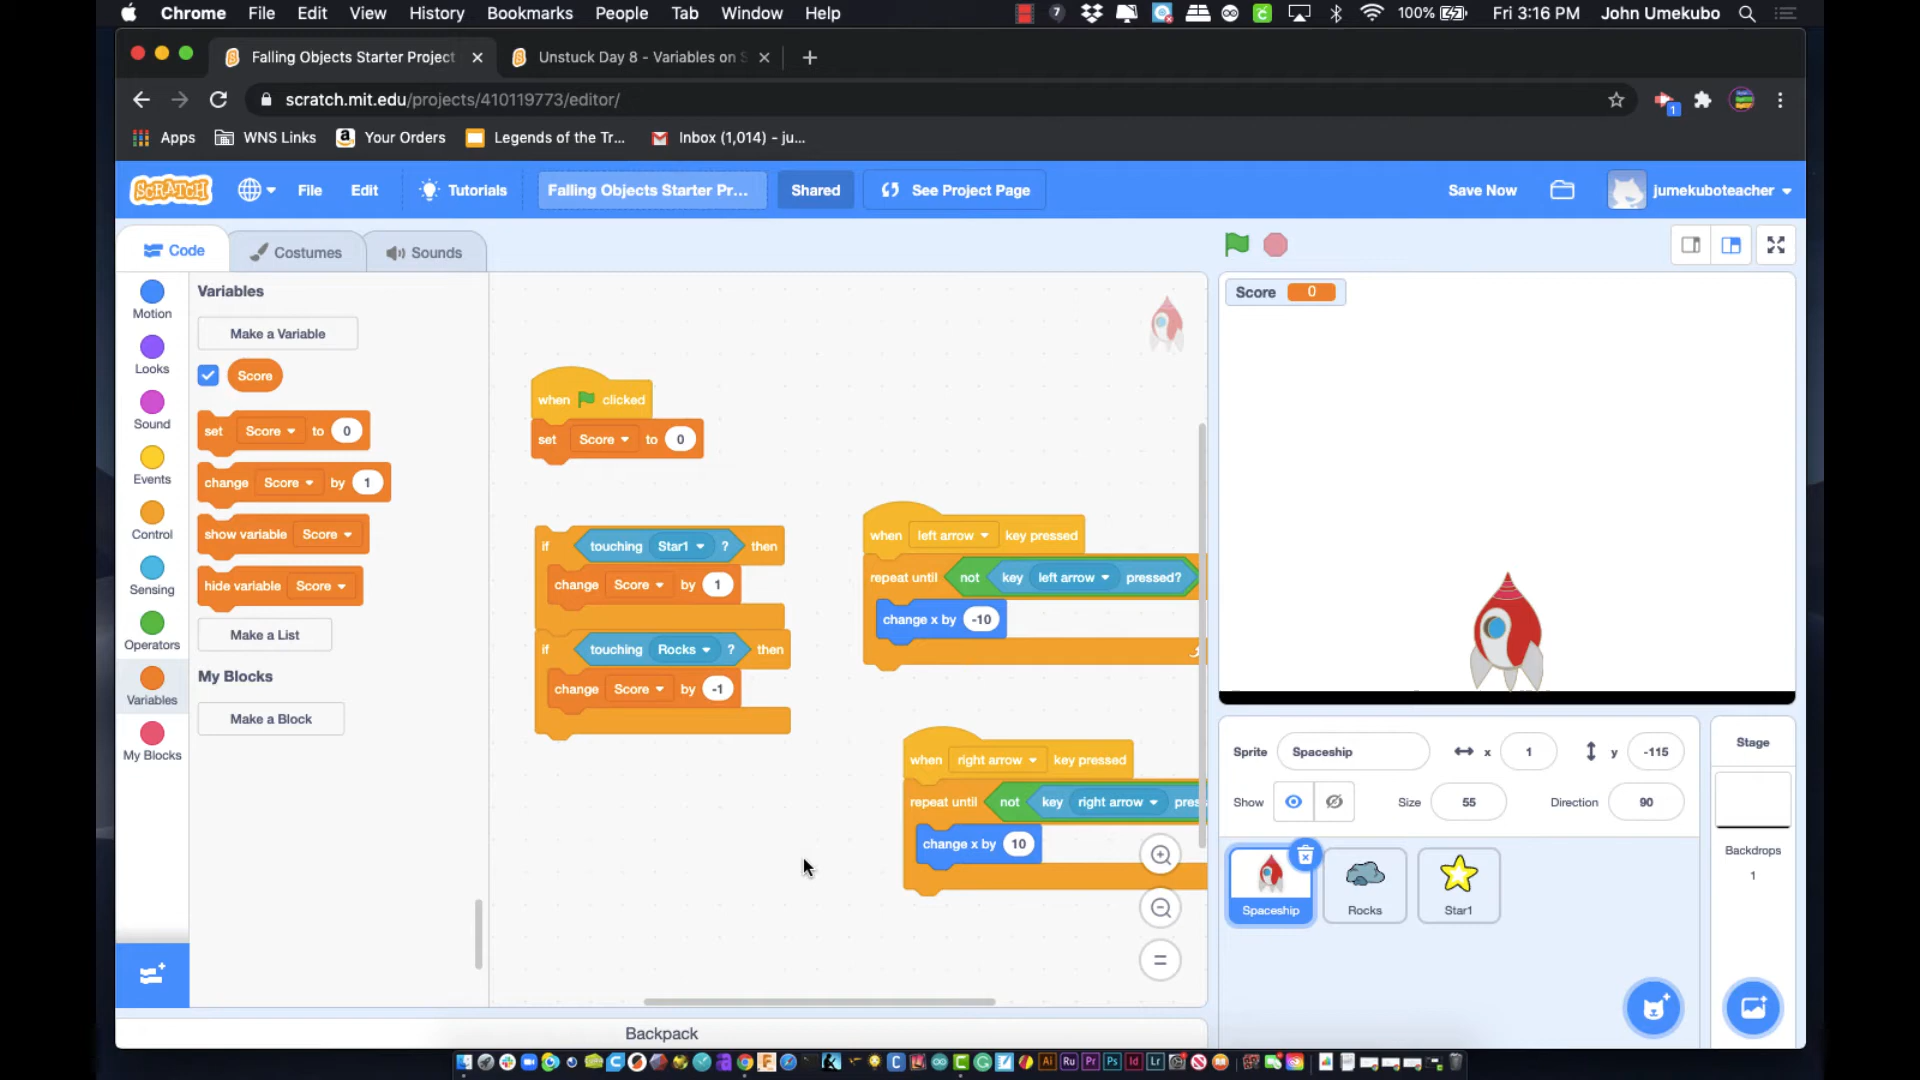 Chrome File Edit View History Bookmarks People Tab Window Help 7 100% Fri 3:16 PM John Umekubo
Falling Objects Starter Project Unstuck Day 8 - Variables on S
scratch.mit.edu/projects/410119773/editor/ 1
Apps WNS Links Your Orders Legends of the Tr... Inbox (1,014) - ju...
SCRATCH File Edit Tutorials Falling Objects Starter Pr... Shared See Project Page Save Now jumekuboteacher
Code Costumes Sounds
Motion
Looks
Sound
Events
Control
Sensing
Operators
Variables
My Blocks
Variables
Make a Variable
Score
set Score to 0
change Score by 1
show variable Score
hide variable Score
Make a List
My Blocks
Make a Block
when clicked
set Score to 0
if touching Star1 ? then
change Score by 1
if touching Rocks ? then
change Score by -1
when left arrow key pressed
repeat until not key left arrow pressed?
change x by -10
when right arrow key pressed
repeat until not key right arrow pres
change x by 10
Score 0
Sprite Spaceship x 1 y -115
Show Size 55 Direction 90
Spaceship Rocks Star1
Stage
Backdrops
1
Backpack